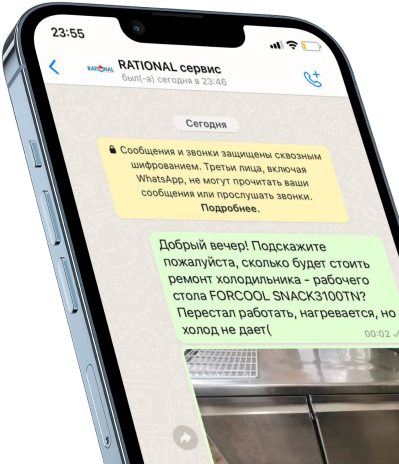 23:55
RATIONAL
RATIONAL сервис
был(-а) сегодня в 23:46
Сегодня
Сообщения и звонки защищены сквозным
шифрованием. Третьи лица, включая
WhatsApp, не могут прочитать ваши
сообщения или прослушать звонки.
Подробнее.
Добрый вечер! Подскажите
пожалуйста, сколько будет стоить
ремонт холодильника - рабочего
стола FORCOOL SNACK3100TN?
Перестал работать, нагревается, но
холод не дает(
00:02